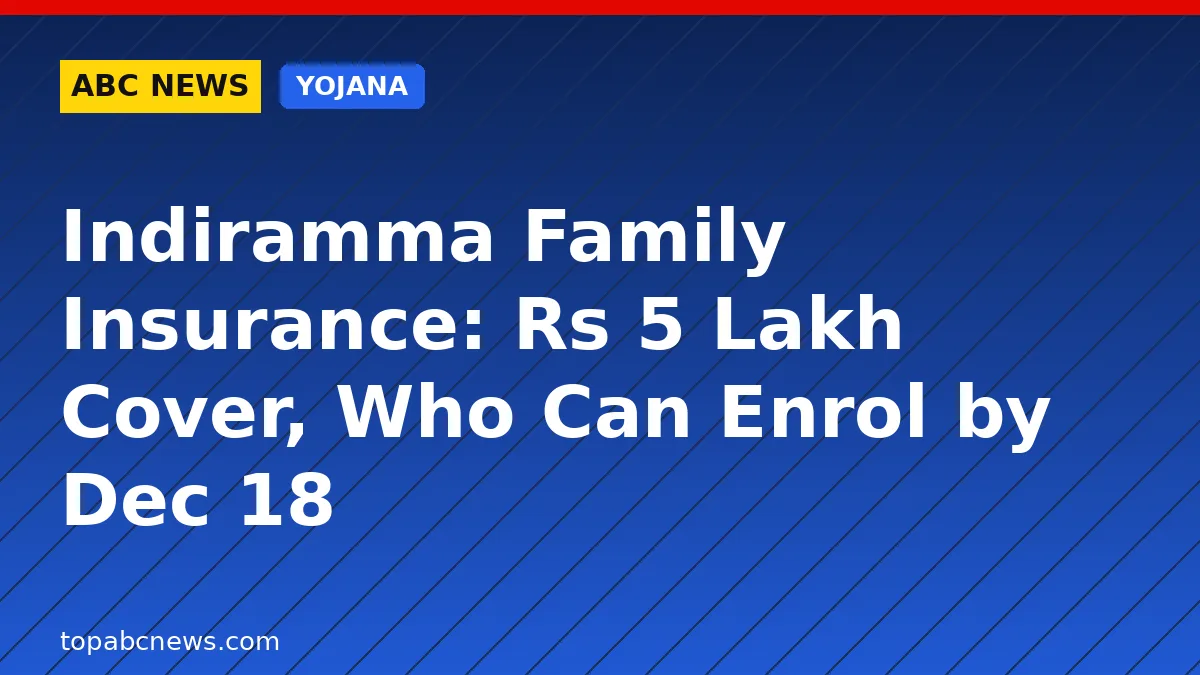 ABC NEWS
YOJANA
Indiramma Family
Insurance: Rs 5 Lakh
Cover, Who Can Enrol by
Dec 18
topabcnews.com